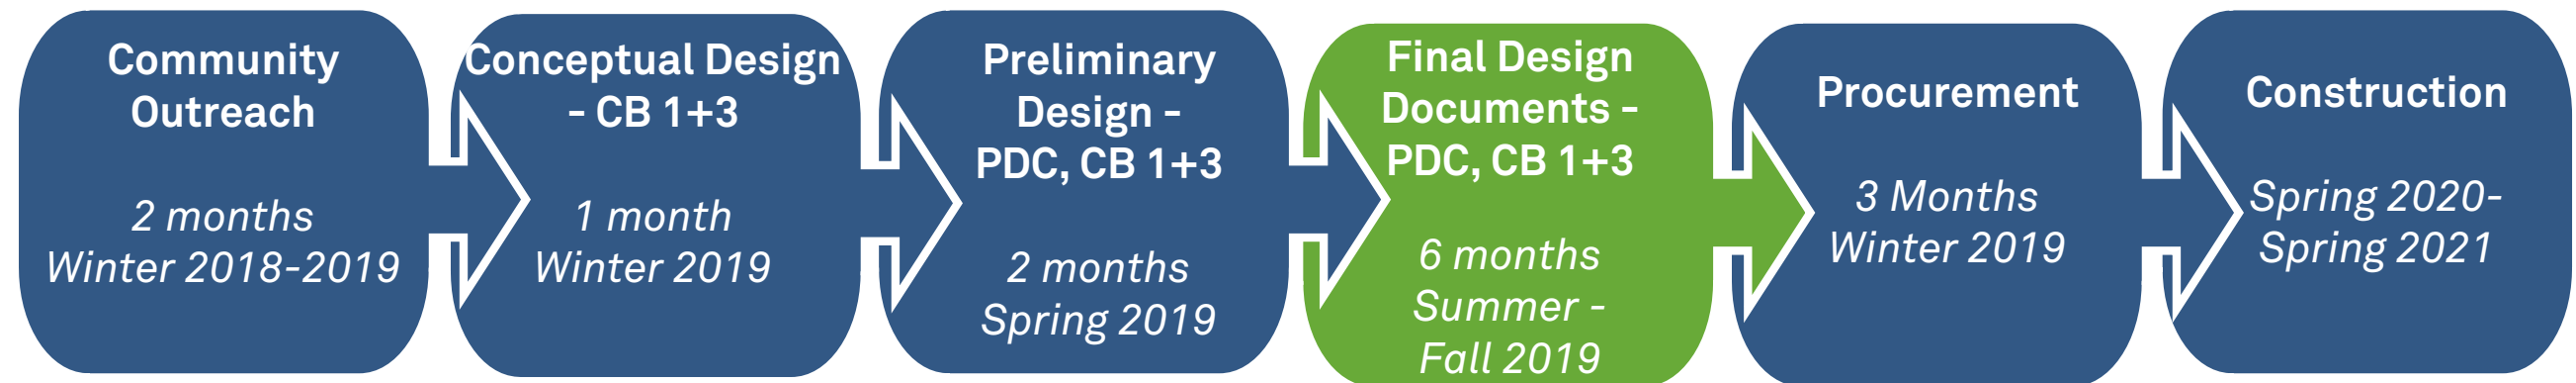 Community
Outreach
2 months
Winter 2018-2019
Conceptual Design
- CB 1+3
1 month
Winter 2019
Preliminary
Design -
PDC, CB 1+3
2 months
Spring 2019
Final Design
Documents -
PDC, CB 1+3
6 months
Summer -
Fall 2019
Procurement
3 Months
Winter 2019
Construction
Spring 2020-
Spring 2021